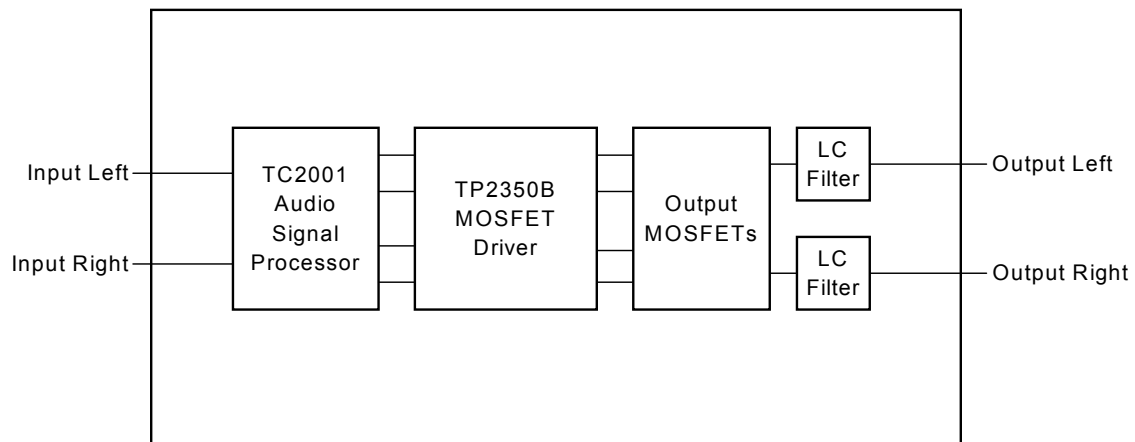 Input Left
Input Right
TC2001
Audio
Signal
Processor
TP2350B
MOSFET
Driver
Output
MOSFETs
LC
Filter
LC
Filter
Output Left
Output Right